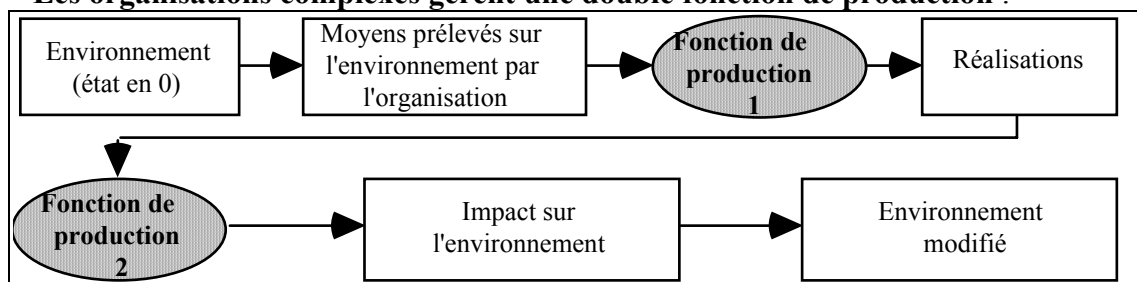 Les organisations complexes gèrent une double fonction de production :
Environnement
(état en 0)
Moyens prélevés sur
l'environnement par
l'organisation
Fonction de
production
1
Réalisations
Fonction de
production
2
Impact sur
l'environnement
Environnement
modifié